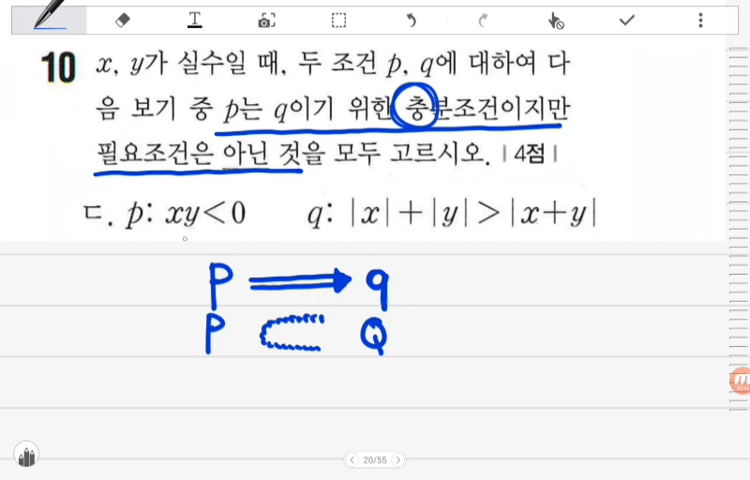 T
10 x, y가 실수일 때, 두 조건 p, q에 대하여 다
음 보기 중 p는 q이기 위한 충분조건이지만
필요조건은 아닌 것을 모두 고르시오. | 4점 |
ㄷ. p: xy<0 q: |x|+|y|>|x+y|
P ⟹ q
P ⊂ Q
20/55